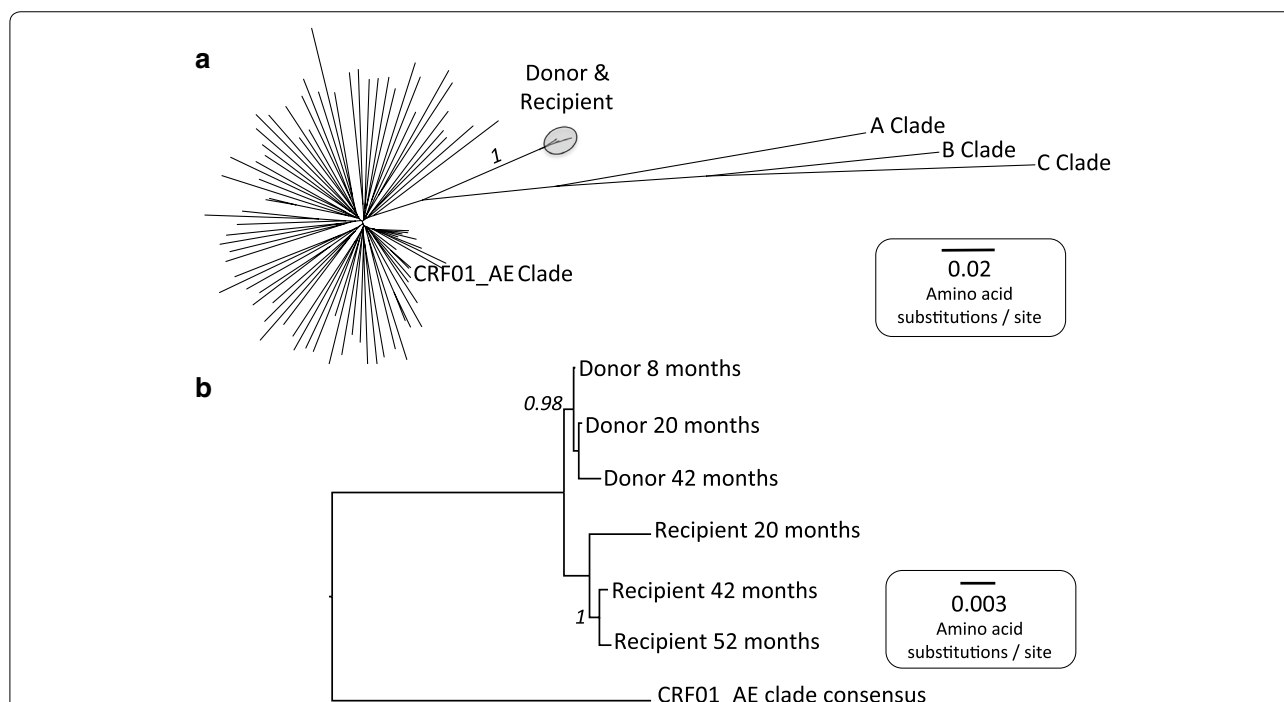 a
Donor &
Recipient
1
A Clade
B Clade
C Clade
CRF01_AE Clade
0.02
Amino acid
substitutions / site
b
Donor 8 months
0.98
Donor 20 months
Donor 42 months
Recipient 20 months
Recipient 42 months
1
Recipient 52 months
0.003
Amino acid
substitutions / site
CRF01_AE clade consensus